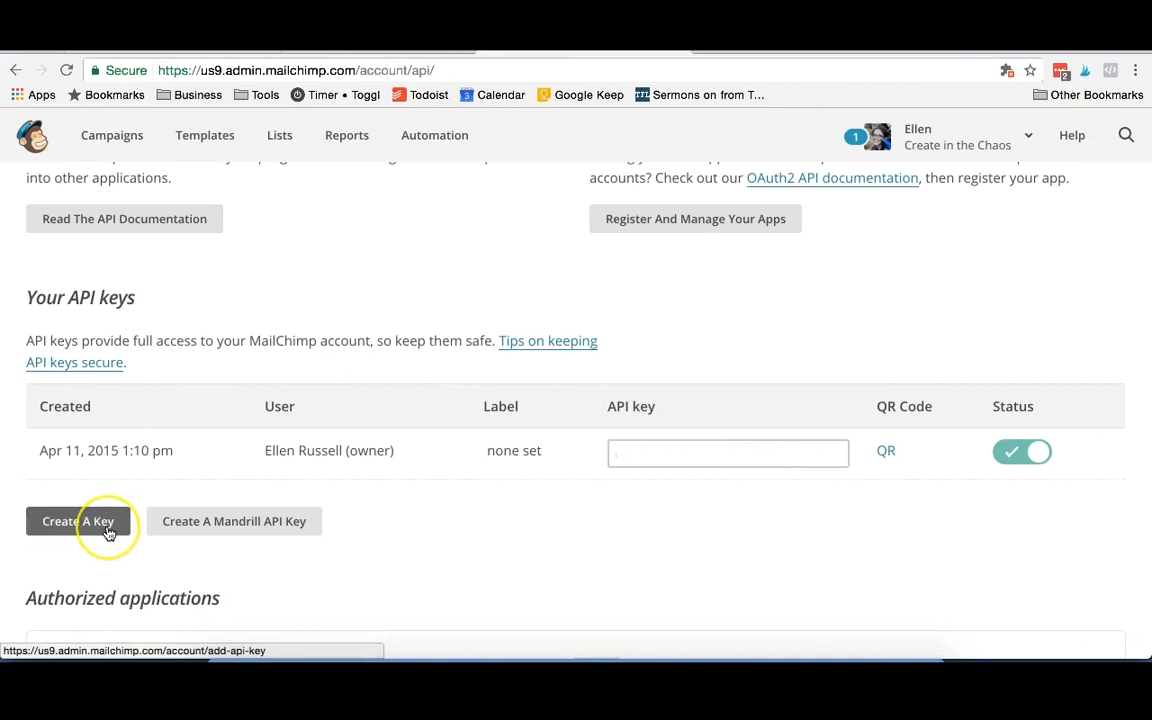 Secure https://us9.admin.mailchimp.com/account/api/
2
Apps Bookmarks Business Tools Timer • Toggl Todoist 3 Calendar Google Keep TFL Sermons on from T... Other Bookmarks
Campaigns Templates Lists Reports Automation 1 Ellen Help
Create in the Chaos
into other applications.
accounts? Check out our OAuth2 API documentation, then register your app.
Read The API Documentation Register And Manage Your Apps
Your API keys
API keys provide full access to your MailChimp account, so keep them safe. Tips on keeping
API keys secure.
Created User Label API key QR Code Status
Apr 11, 2015 1:10 pm Ellen Russell (owner) none set QR
Create A Key Create A Mandrill API Key
Authorized applications
https://us9.admin.mailchimp.com/account/add-api-key